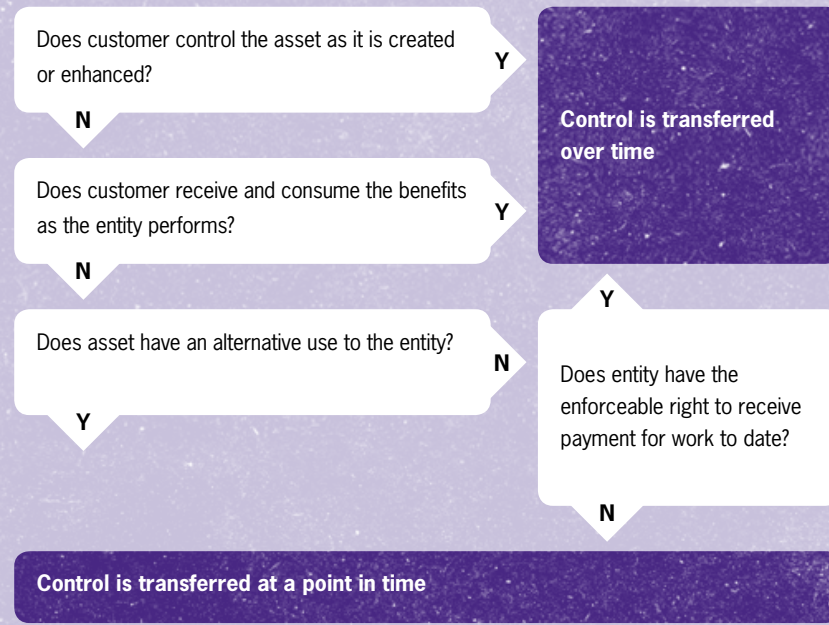 Does customer control the asset as it is created
or enhanced?
Y
N
Control is transferred
over time
Does customer receive and consume the benefits
as the entity performs?
Y
N
Does asset have an alternative use to the entity?
N
Y
Y
Does entity have the
enforceable right to receive
payment for work to date?
N
Control is transferred at a point in time